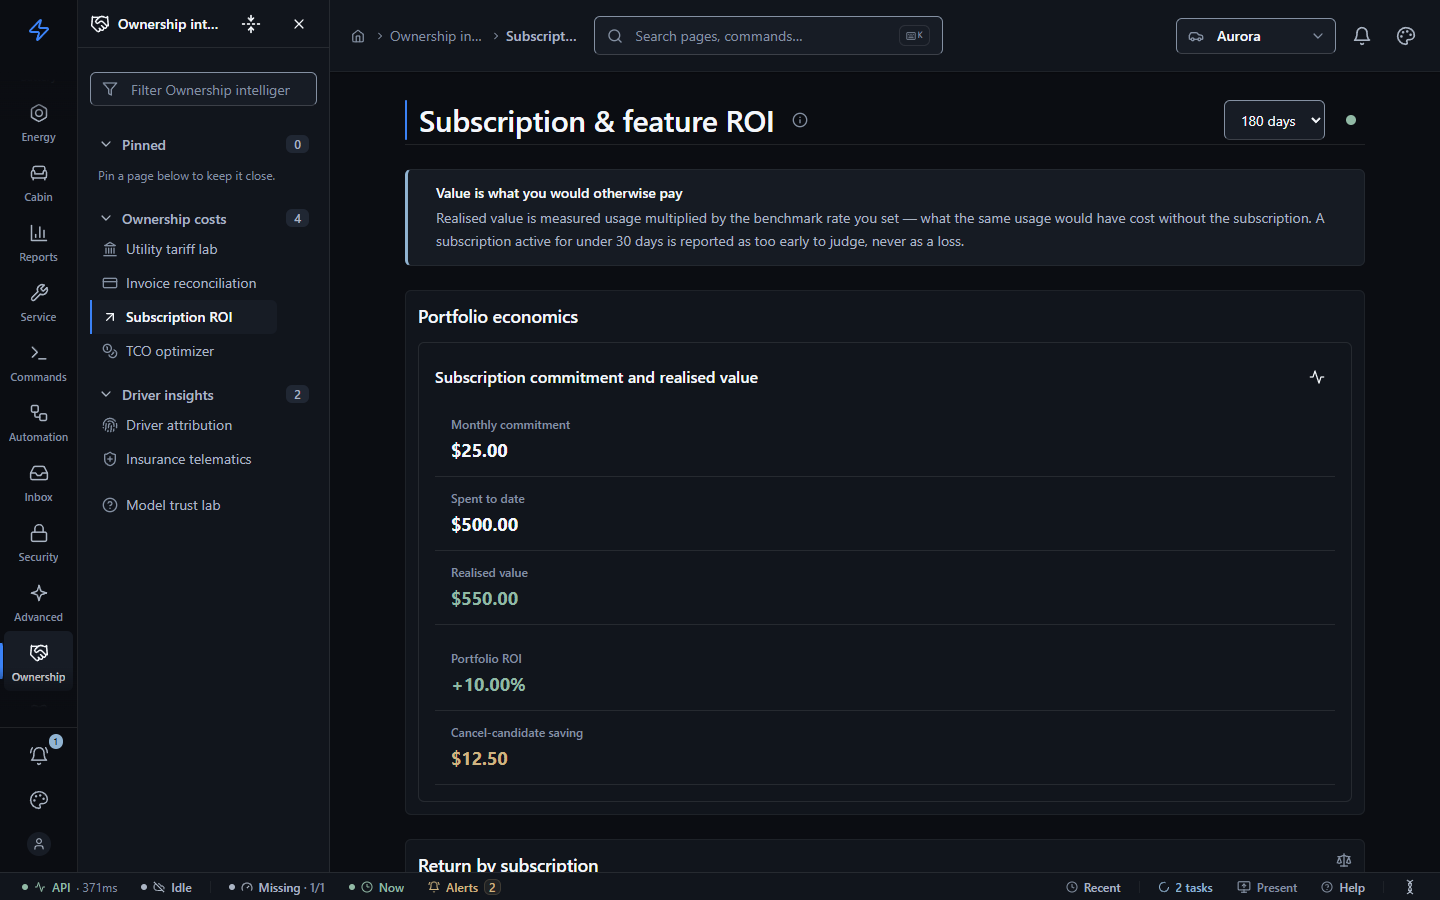 Ownership int...
Ownership in...
Subscript...
Search pages, commands...
K
Aurora
Energy
Cabin
Reports
Service
Commands
Automation
Inbox
Security
Advanced
Ownership
1
Filter Ownership intelliger
Pinned
0
Pin a page below to keep it close.
Ownership costs
4
Utility tariff lab
Invoice reconciliation
Subscription ROI
TCO optimizer
Driver insights
2
Driver attribution
Insurance telematics
Model trust lab
Subscription & feature ROI
180 days
Value is what you would otherwise pay
Realised value is measured usage multiplied by the benchmark rate you set — what the same usage would have cost without the subscription. A
subscription active for under 30 days is reported as too early to judge, never as a loss.
Portfolio economics
Subscription commitment and realised value
Monthly commitment
$25.00
Spent to date
$500.00
Realised value
$550.00
Portfolio ROI
+10.00%
Cancel-candidate saving
$12.50
Return by subscription
API · 371ms
Idle
Missing · 1/1
Now
Alerts 2
Recent
2 tasks
Present
Help